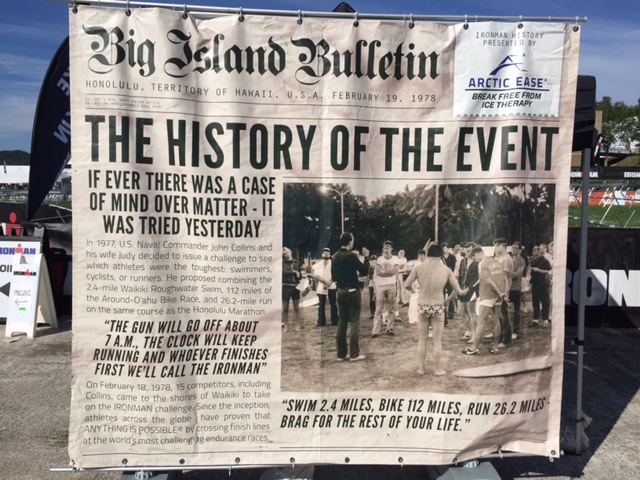 Big Island Bulletin
HONOLULU, TERRITORY OF HAWAII, U.S.A. FEBRUARY 19, 1978
IRONMAN HISTORY
PRESENTED BY
ARCTIC EASE®
BREAK FREE FROM
ICE THERAPY
THE HISTORY OF THE EVENT
IF EVER THERE WAS A CASE
OF MIND OVER MATTER - IT
WAS TRIED YESTERDAY
In 1977, U.S. Naval Commander John Collins and
his wife Judy decided to issue a challenge to see
which athletes were the toughest: swimmers,
cyclists, or runners. He proposed combining the
2.4-mile Waikiki Roughwater Swim, 112 miles of
the Around-O'ahu Bike Race, and 26.2-mile run
on the same course as the Honolulu Marathon.
"THE GUN WILL GO OFF ABOUT
7 A.M., THE CLOCK WILL KEEP
RUNNING AND WHOEVER FINISHES
FIRST WE'LL CALL THE IRONMAN"
On February 18, 1978, 15 competitors, including
Collins, came to the shores of Waikiki to take
on the IRONMAN challenge. Since the inception,
athletes across the globe have proven that
ANYTHING IS POSSIBLE® by crossing finish lines
at the world's most challenging endurance races.
"SWIM 2.4 MILES, BIKE 112 MILES, RUN 26.2 MILES -
BRAG FOR THE REST OF YOUR LIFE."
IRONMAN
IRON